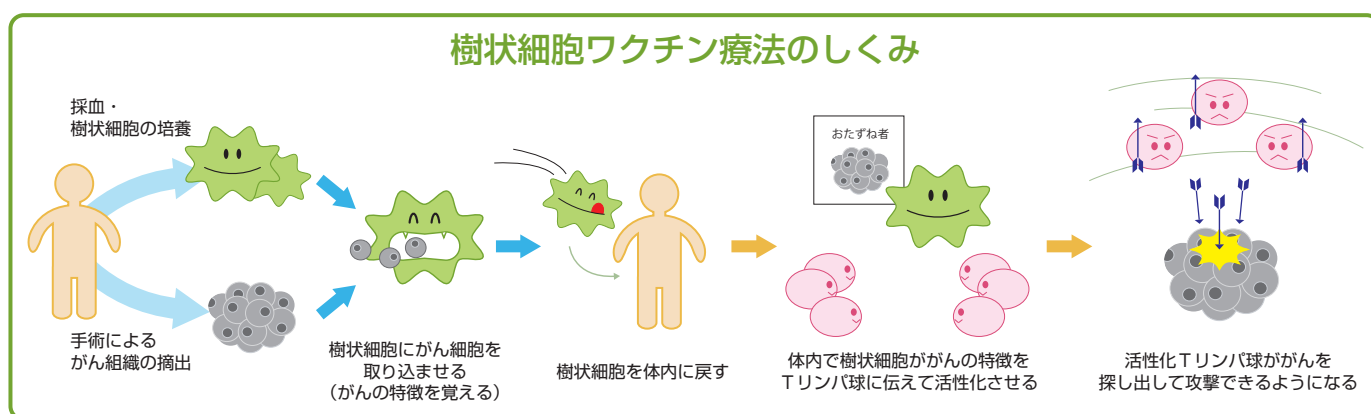 樹状細胞ワクチン療法のしくみ
採血・
樹状細胞の培養
手術による
がん組織の摘出
樹状細胞にがん細胞を
取り込ませる
（がんの特徴を覚える）
樹状細胞を体内に戻す
おたずね者
体内で樹状細胞ががんの特徴を
Ｔリンパ球に伝えて活性化させる
活性化Ｔリンパ球ががんを
探し出して攻撃できるようになる